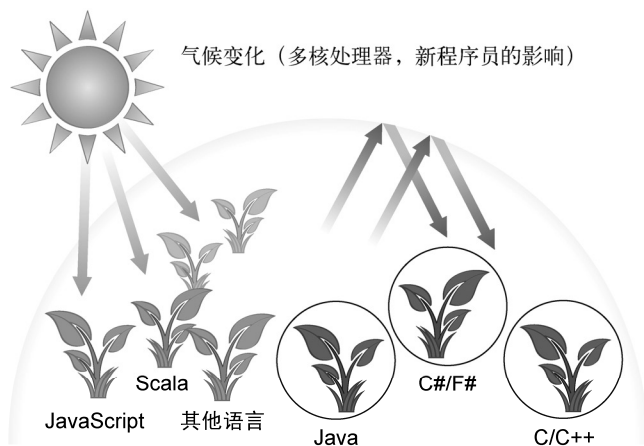 气候变化（多核处理器，新程序员的影响）
Scala
C#/F#
JavaScript
其他语言
Java
C/C++